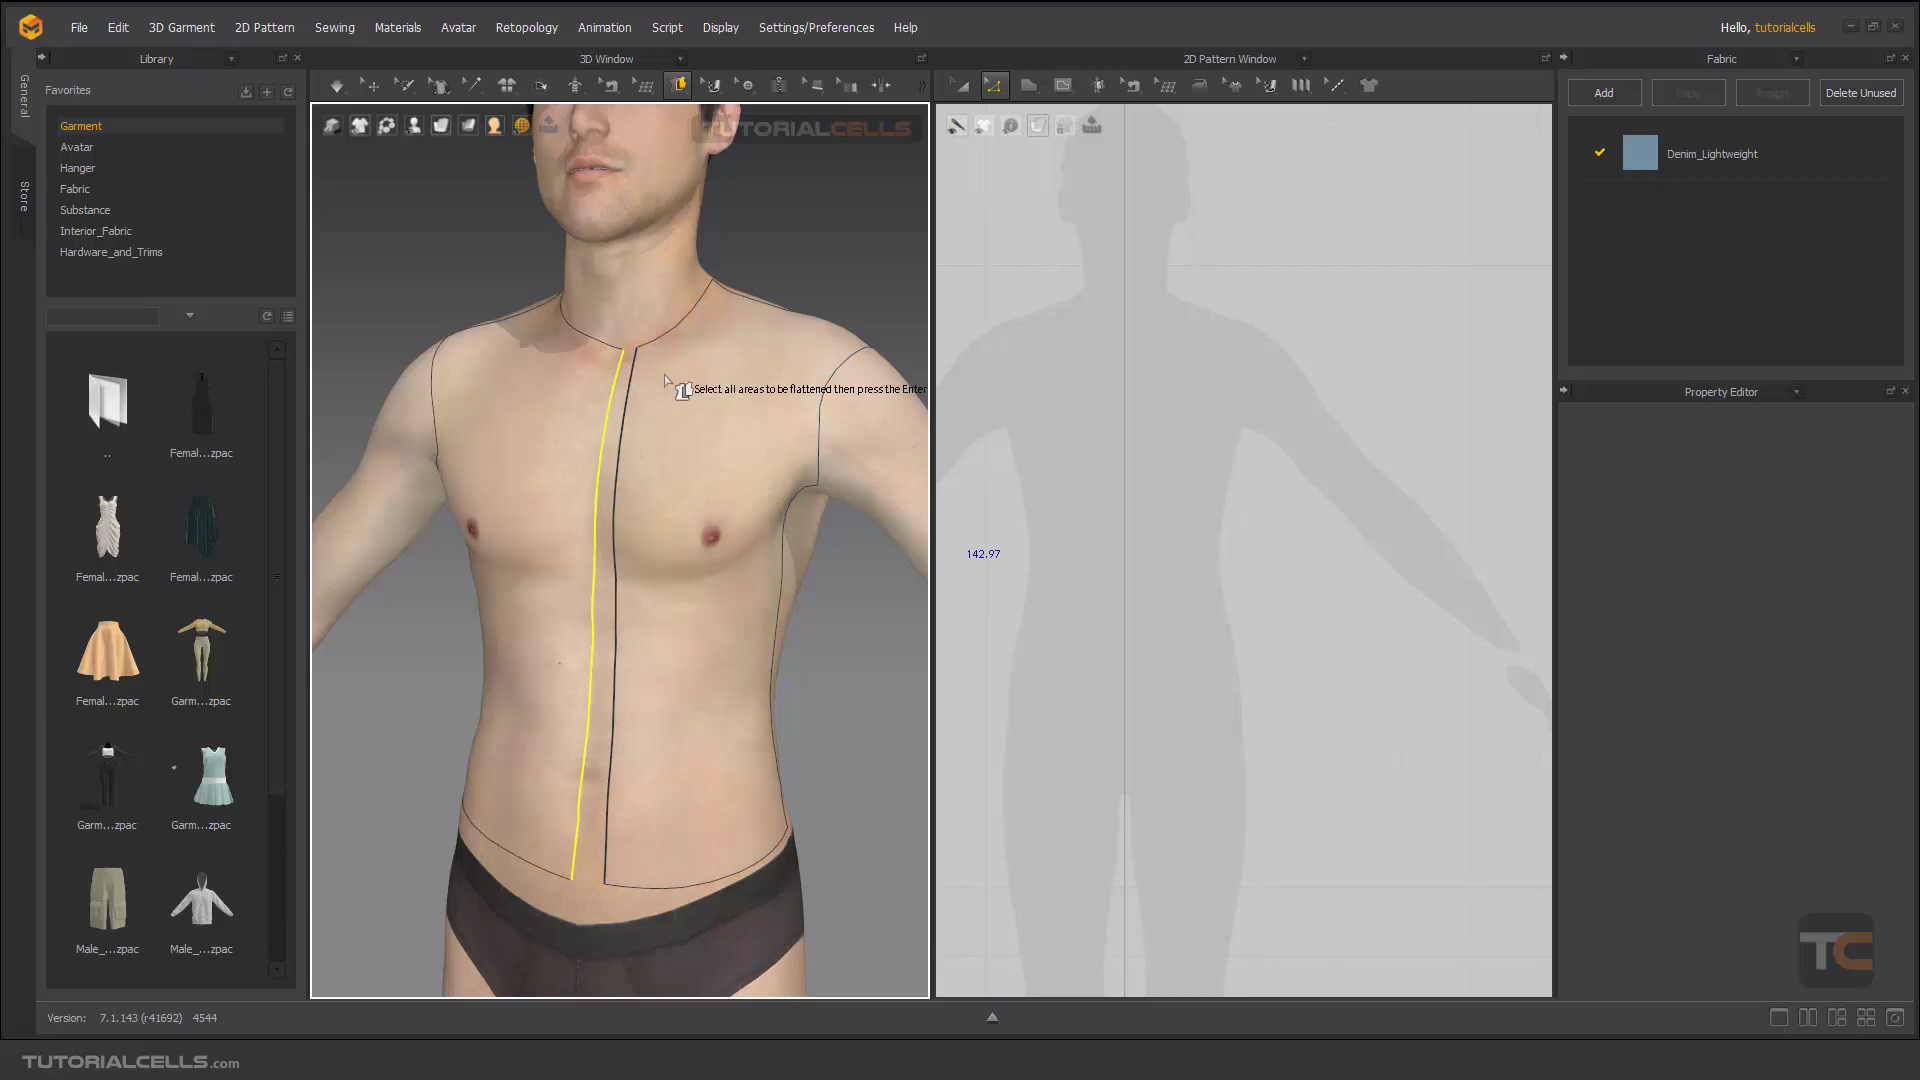 File Edit 3D Garment 2D Pattern Sewing Materials Avatar Retopology Animation Script Display Settings/Preferences Help
Hello, tutorialcells
Library
3D Window
2D Pattern Window
Fabric
General
Store
Favorites
Garment
Avatar
Hanger
Fabric
Substance
Interior_Fabric
Hardware_and_Trims
..
Femal...zpac
Femal...zpac
Femal...zpac
Femal...zpac
Garm...zpac
Garm...zpac
Garm...zpac
Male_...zpac
Male_...zpac
TUTORIALCELLS
Select all areas to be flattened then press the Enter
142.97
Add
Copy
Assign
Delete Unused
Denim_Lightweight
Property Editor
TC
Version: 7.1.143 (r41692) 4544
TUTORIALCELLS.com